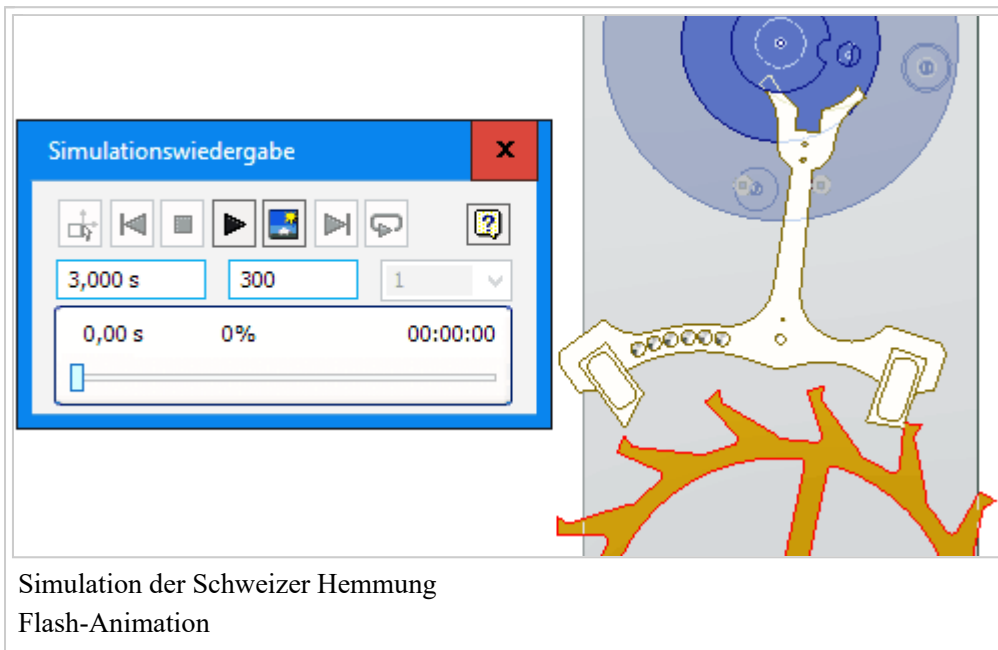 Simulationswiedergabe
3,000 s 300 1
0,00 s 0% 00:00:00
Simulation der Schweizer Hemmung
Flash-Animation